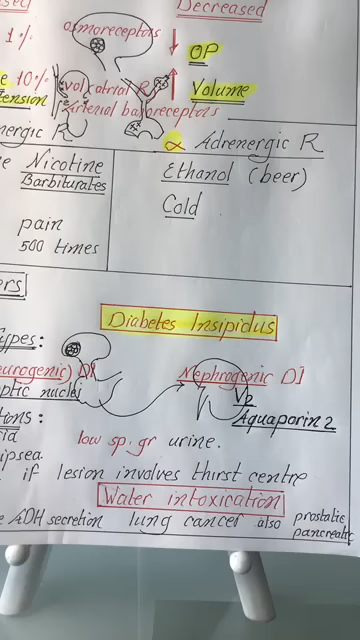 Decreased
1%
osmoreceptors
OP
10%
tension
vol
atrial R
Volume
Arterial baroreceptors
nergic R
α Adrenergic R
Nicotine
Ethanol (beer)
Barbiturates
Cold
pain
500 times
ers
Diabetes Insipidus
ypes:
eurogenic) DI
Nephrogenic DI
ptic nuclei
V2
Aquaporin 2
tions:
low sp.gr urine.
ipsea
if lesion involves thirst centre
Water intoxication
e ADH secretion lung cancer also prostatic
pancreatic